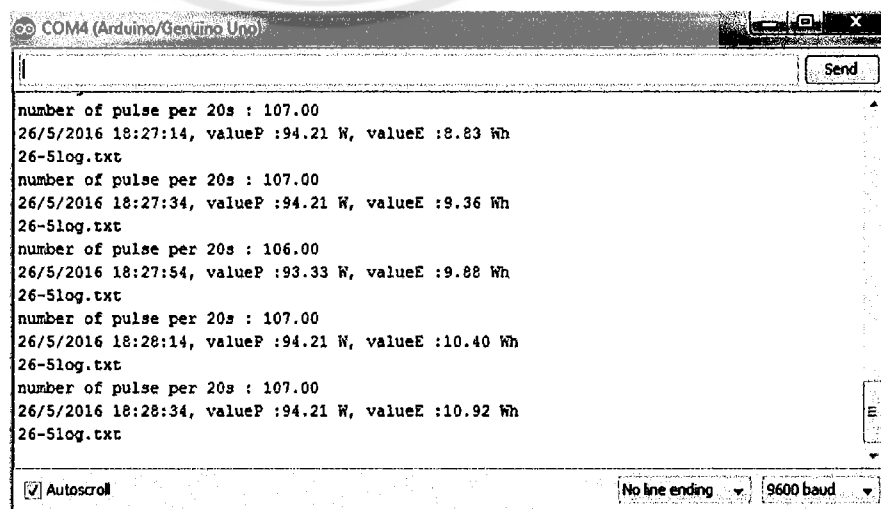 COM4 (Arduino/Genuino Uno)
Send
number of pulse per 20s : 107.00
26/5/2016 18:27:14, valueP :94.21 W, valueE :8.83 Wh
26-5log.txt
number of pulse per 20s : 107.00
26/5/2016 18:27:34, valueP :94.21 W, valueE :9.36 Wh
26-5log.txt
number of pulse per 20s : 106.00
26/5/2016 18:27:54, valueP :93.33 W, valueE :9.88 Wh
26-5log.txt
number of pulse per 20s : 107.00
26/5/2016 18:28:14, valueP :94.21 W, valueE :10.40 Wh
26-5log.txt
number of pulse per 20s : 107.00
26/5/2016 18:28:34, valueP :94.21 W, valueE :10.92 Wh
26-5log.txt
Autoscroll No line ending 9600 baud